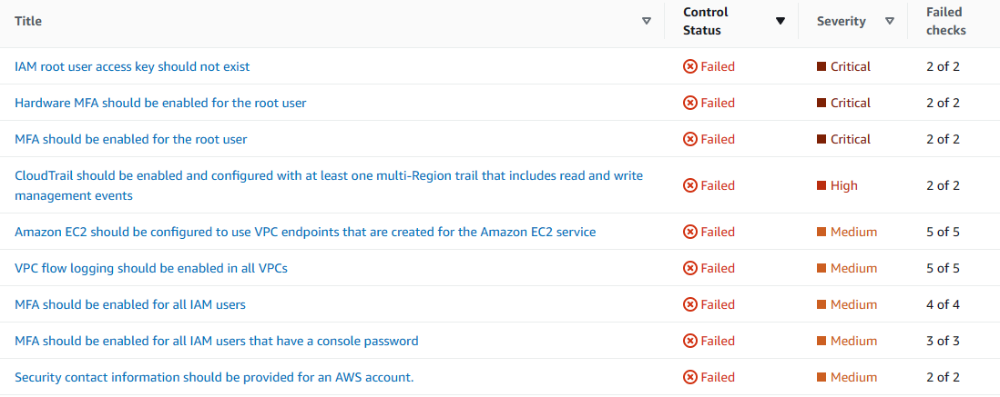 Title Control Status Severity Failed checks
IAM root user access key should not exist Failed Critical 2 of 2
Hardware MFA should be enabled for the root user Failed Critical 2 of 2
MFA should be enabled for the root user Failed Critical 2 of 2
CloudTrail should be enabled and configured with at least one multi-Region trail that includes read and write
management events Failed High 2 of 2
Amazon EC2 should be configured to use VPC endpoints that are created for the Amazon EC2 service Failed Medium 5 of 5
VPC flow logging should be enabled in all VPCs Failed Medium 5 of 5
MFA should be enabled for all IAM users Failed Medium 4 of 4
MFA should be enabled for all IAM users that have a console password Failed Medium 3 of 3
Security contact information should be provided for an AWS account. Failed Medium 2 of 2